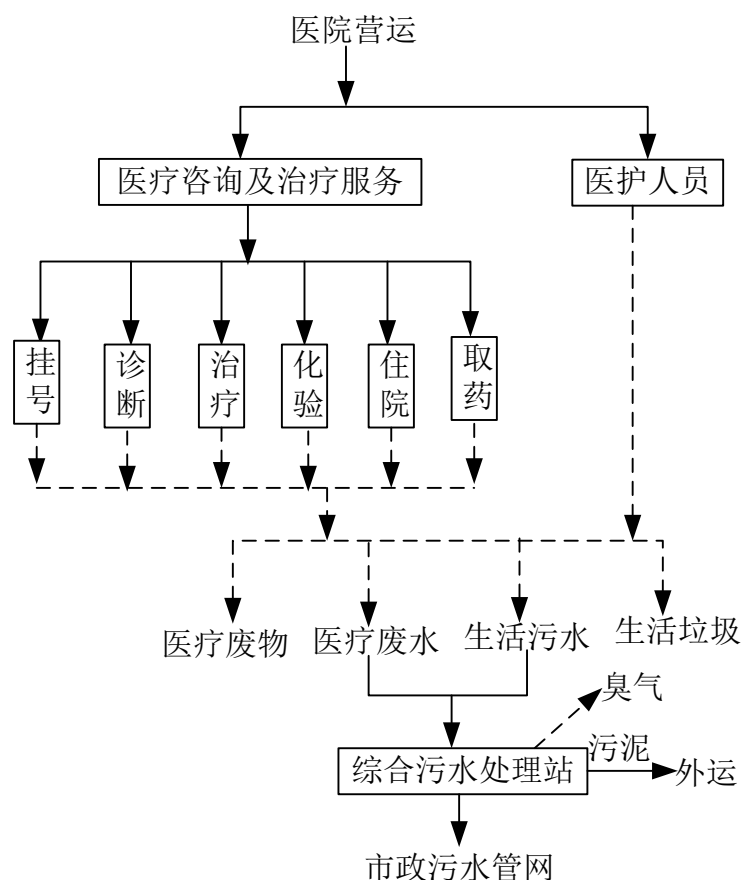 医院营运
医疗咨询及治疗服务
医护人员
挂号
诊断
治疗
化验
住院
取药
医疗废物
医疗废水
生活污水
生活垃圾
臭气
综合污水处理站
污泥
外运
市政污水管网